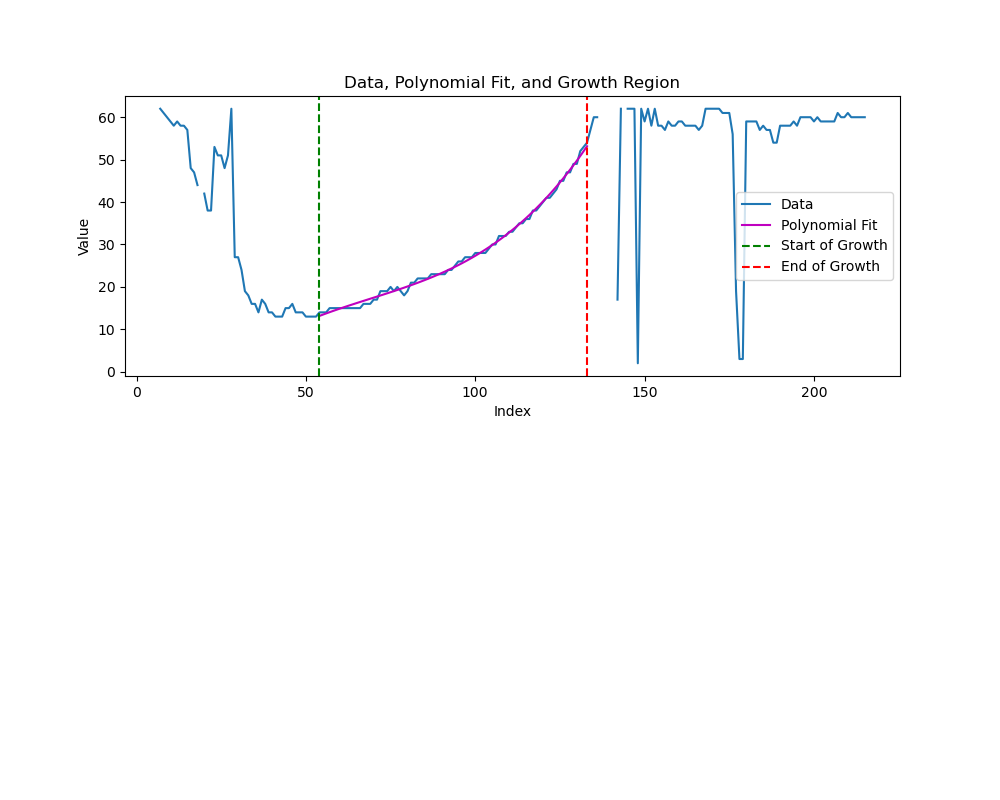 Data, Polynomial Fit, and Growth Region
60
50
40
30
20
10
0
Value
Data
Polynomial Fit
Start of Growth
End of Growth
0 50 100 150 200
Index